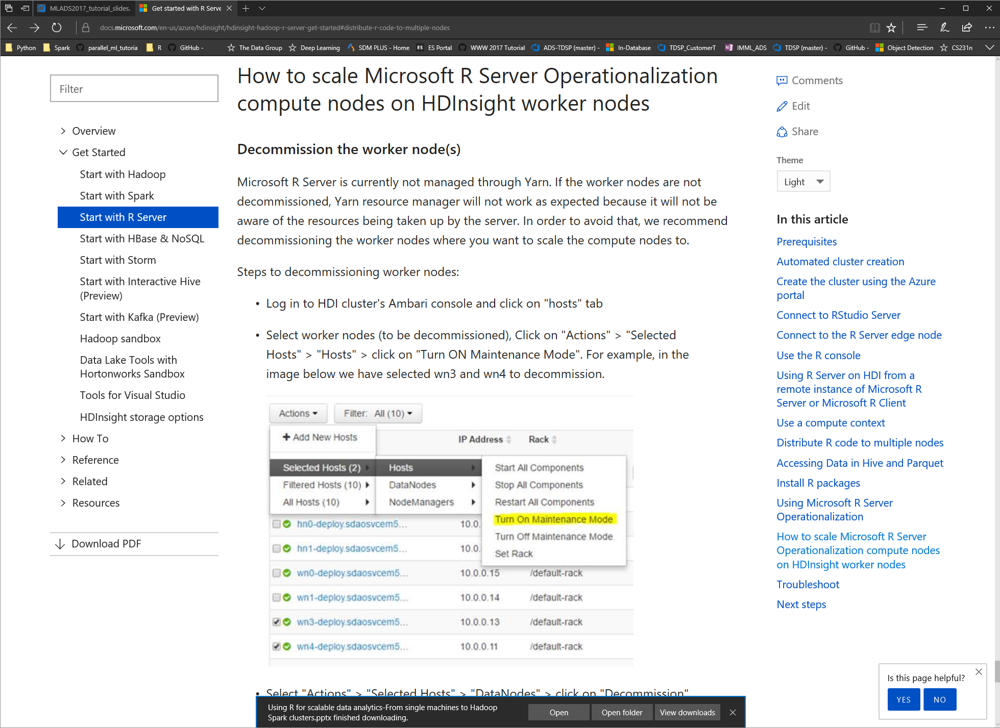 MLADS2017_tutorial_slides.
Get started with R Serve
docs.microsoft.com/en-us/azure/hdinsight/hdinsight-hadoop-r-server-get-started#distribute-r-code-to-multiple-nodes
Python Spark parallel_ml_tutoria R GitHub - The Data Group Deep Learning SDM PLUS - Home ES ES Portal WWW 2017 Tutorial ADS-TDSP (master) - In-Database TDSP_CustomerT N IMML_ADS TDSP (master) - GitHub - Object Detection CS231n
Filter
Overview
Get Started
Start with Hadoop
Start with Spark
Start with R Server
Start with HBase & NoSQL
Start with Storm
Start with Interactive Hive
(Preview)
Start with Kafka (Preview)
Hadoop sandbox
Data Lake Tools with
Hortonworks Sandbox
Tools for Visual Studio
HDInsight storage options
How To
Reference
Related
Resources
Download PDF
How to scale Microsoft R Server Operationalization
compute nodes on HDInsight worker nodes
Decommission the worker node(s)
Microsoft R Server is currently not managed through Yarn. If the worker nodes are not
decommissioned, Yarn resource manager will not work as expected because it will not be
aware of the resources being taken up by the server. In order to avoid that, we recommend
decommissioning the worker nodes where you want to scale the compute nodes to.
Steps to decommissioning worker nodes:
• Log in to HDI cluster's Ambari console and click on "hosts" tab
• Select worker nodes (to be decommissioned), Click on "Actions" > "Selected
Hosts" > "Hosts" > click on "Turn ON Maintenance Mode". For example, in the
image below we have selected wn3 and wn4 to decommission.
Actions Filter: All (10)
Add New Hosts
IP Address Rack
Selected Hosts (2) Hosts Start All Components
Filtered Hosts (10) DataNodes Stop All Components
All Hosts (10) NodeManagers Restart All Components
Turn On Maintenance Mode
Turn Off Maintenance Mode
Set Rack
hn0-deploy.sdaosvcem5... 10.0.
hn1-deploy.sdaosvcem5... 10.0.
wn0-deploy.sdaosvcem5... 10.0.0.15 /default-rack
wn1-deploy.sdaosvcem5... 10.0.0.14 /default-rack
wn3-deploy.sdaosvcem5... 10.0.0.13 /default-rack
wn4-deploy.sdaosvcem5... 10.0.0.11 /default-rack
• Select "Actions" > "Selected Hosts" > "DataNodes" > click on "Decommission"
Comments
Edit
Share
Theme
Light
In this article
Prerequisites
Automated cluster creation
Create the cluster using the Azure
portal
Connect to RStudio Server
Connect to the R Server edge node
Use the R console
Using R Server on HDI from a
remote instance of Microsoft R
Server or Microsoft R Client
Use a compute context
Distribute R code to multiple nodes
Accessing Data in Hive and Parquet
Install R packages
Using Microsoft R Server
Operationalization
How to scale Microsoft R Server
Operationalization compute nodes
on HDInsight worker nodes
Troubleshoot
Next steps
Is this page helpful?
YES NO
Using R for scalable data analytics-From single machines to Hadoop
Spark clusters.pptx finished downloading.
Open Open folder View downloads